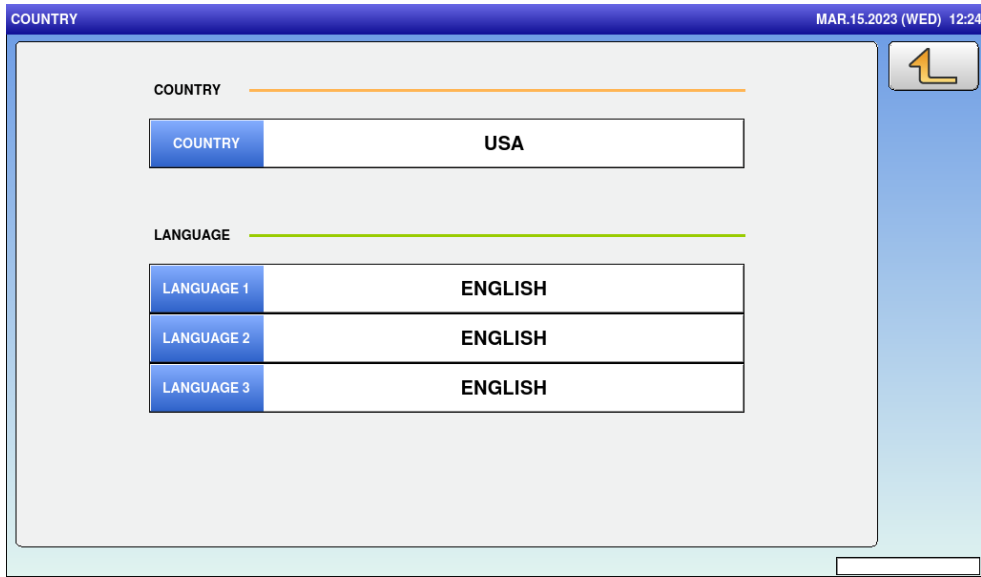 COUNTRY MAR.15.2023 (WED) 12:24
COUNTRY
COUNTRY USA
LANGUAGE
LANGUAGE 1 ENGLISH
LANGUAGE 2 ENGLISH
LANGUAGE 3 ENGLISH